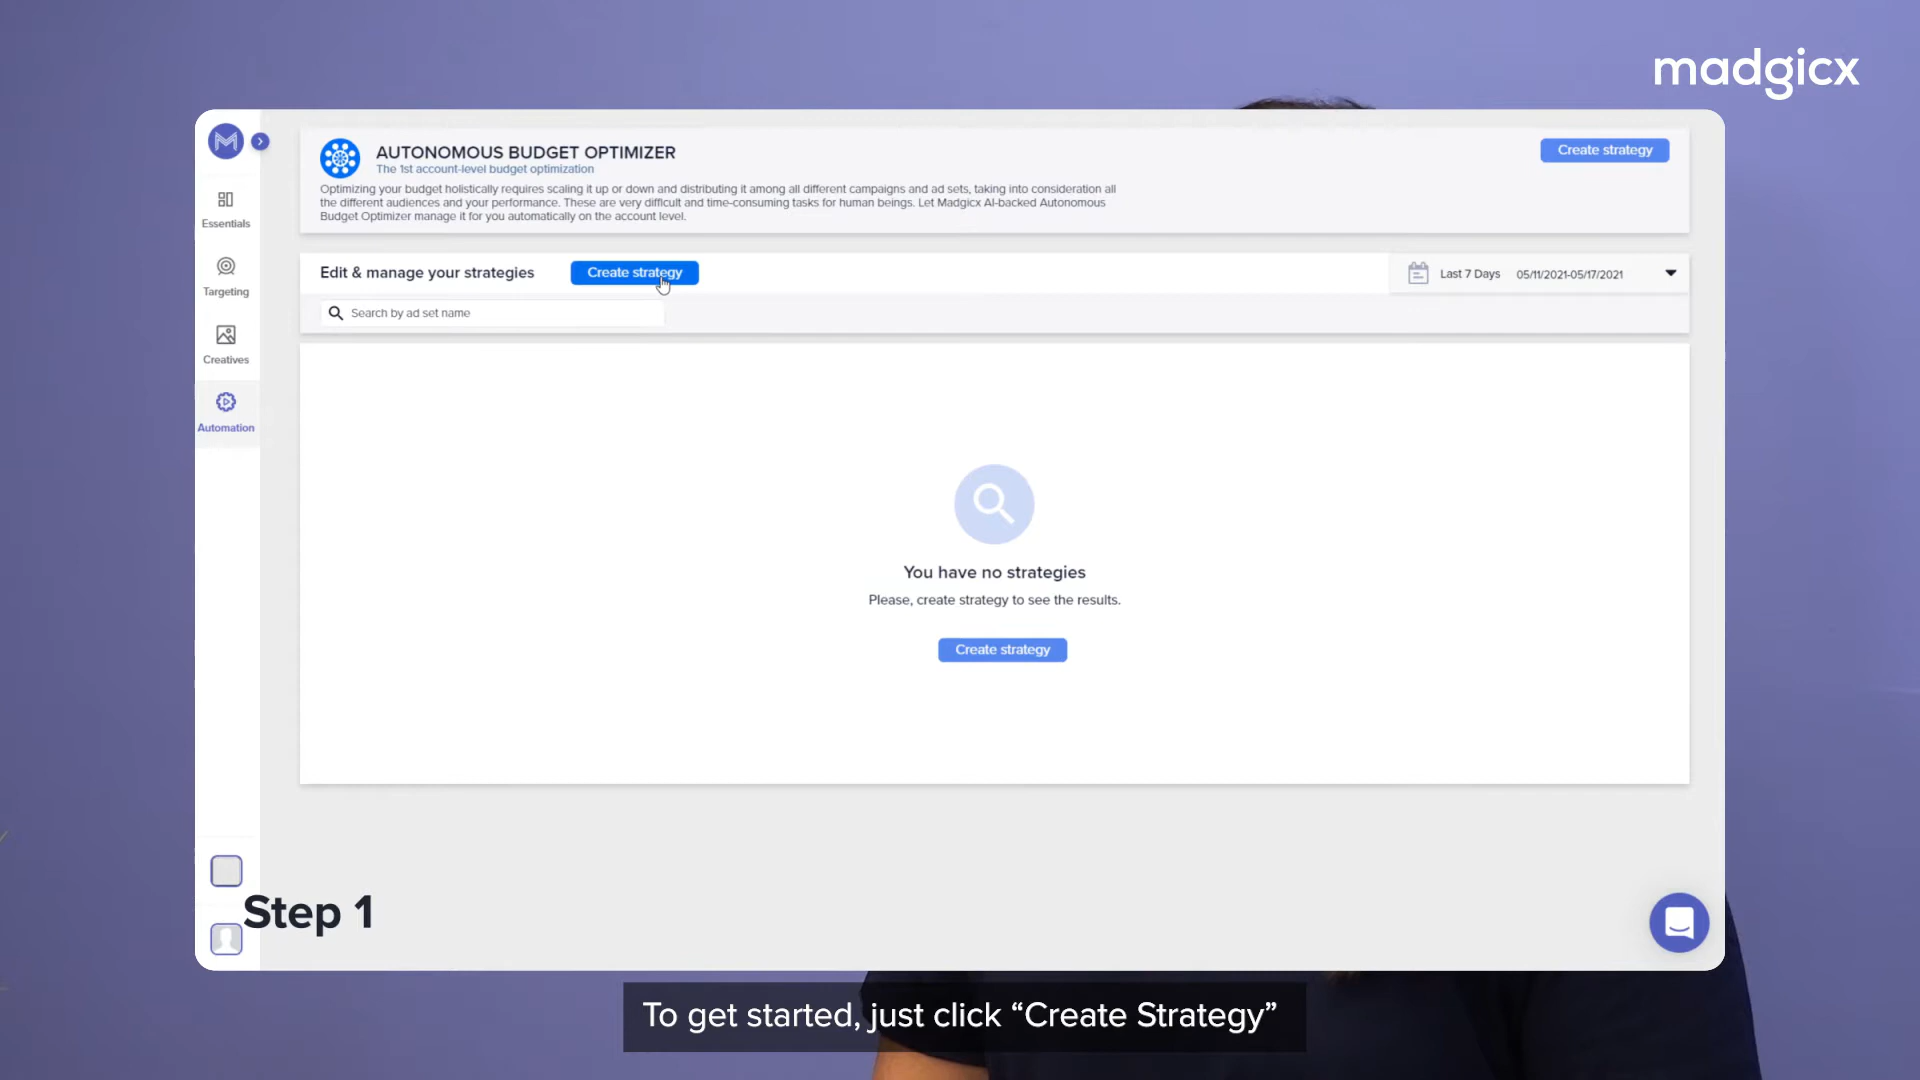 madgicx
AUTONOMOUS BUDGET OPTIMIZER
The 1st account-level budget optimization
Create strategy
Optimizing your budget holistically requires scaling it up or down and distributing it among all different campaigns and ad sets, taking into consideration all
the different audiences and your performance. These are very difficult and time-consuming tasks for human beings. Let Madgicx AI-backed Autonomous
Budget Optimizer manage it for you automatically on the account level.
Essentials
Targeting
Creatives
Automation
Edit & manage your strategies
Create strategy
Last 7 Days 05/11/2021-05/17/2021
Search by ad set name
You have no strategies
Please, create strategy to see the results.
Create strategy
Step 1
To get started, just click “Create Strategy”